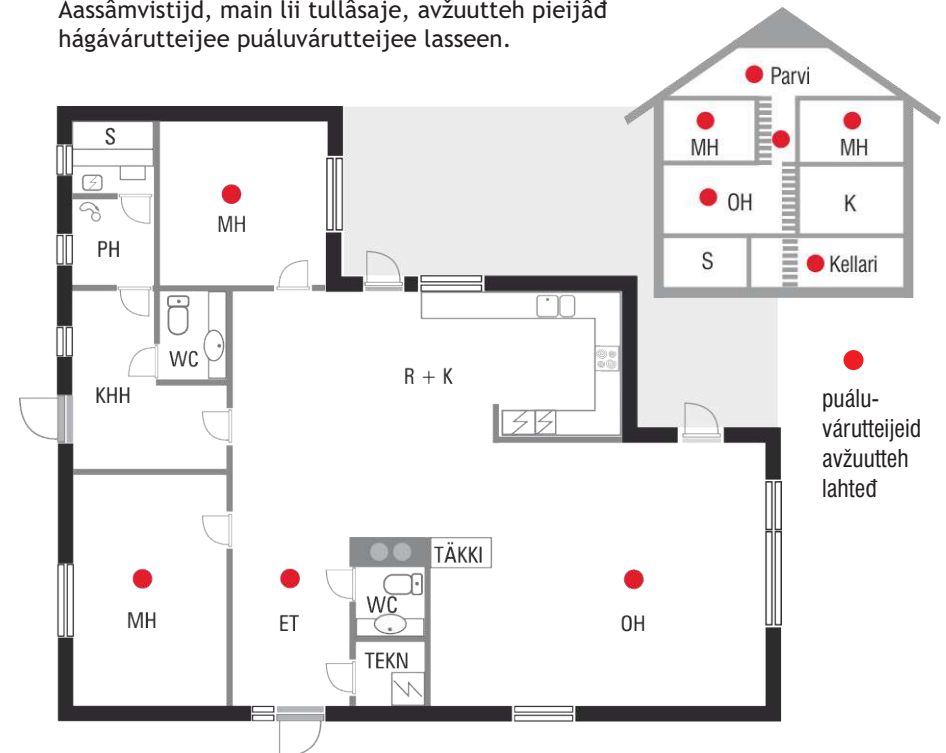 Aassâmvistijd, main lii tullâsaje, avžuutteh pieijâđ
hágávárutteijee puáluvárutteijee lasseen.
Parvi
MH
MH
OH
K
S
Kellari
S
MH
PH
WC
KHH
R + K
puálu-
várutteijeid
avžuutteh
lahteđ
TÄKKI
WC
MH
ET
OH
TEKN